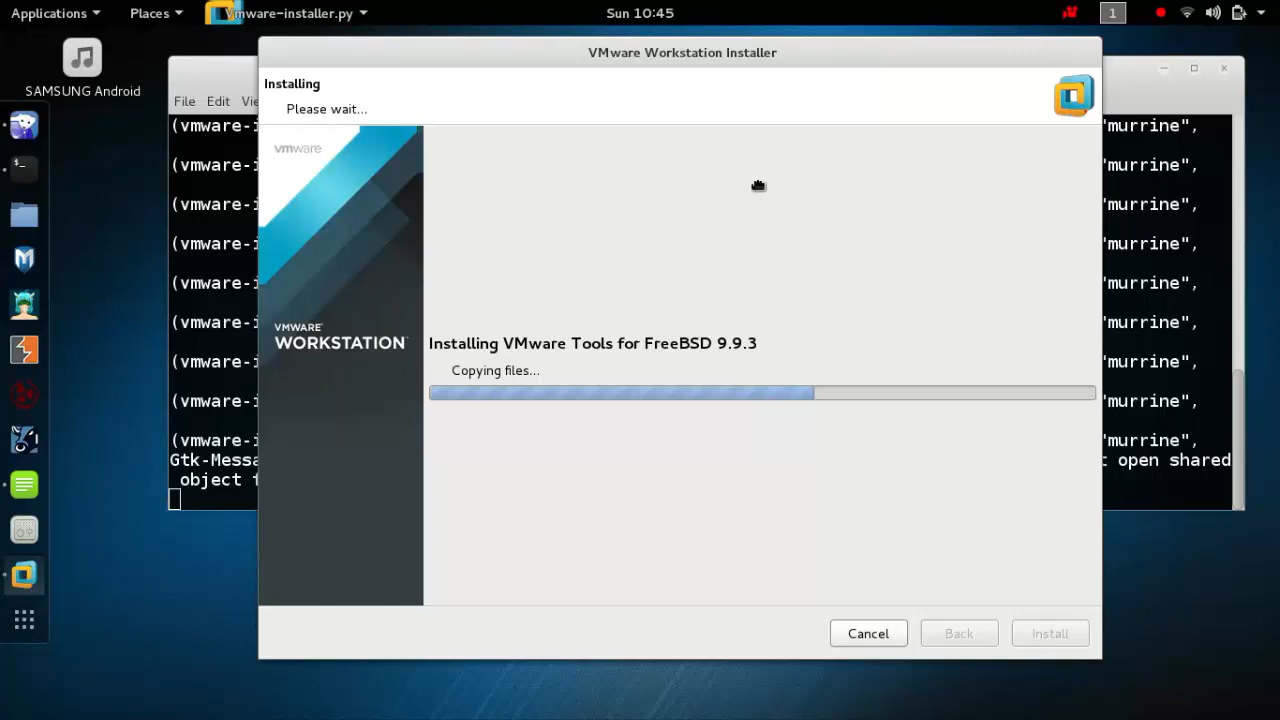 Applications
Places
Vmware-installer.py
Sun 10:45
1
SAMSUNG Android
VMware Workstation Installer
Installing
Please wait...
File Edit
vmware
VMWARE
WORKSTATION
Installing VMware Tools for FreeBSD 9.9.3
Copying files...
Cancel
Back
Install
(vmware-i "murrine",
(vmware-i "murrine",
(vmware-i "murrine",
(vmware-i "murrine",
(vmware-i "murrine",
(vmware-i "murrine",
(vmware-i "murrine",
(vmware-i "murrine",
(vmware-i "murrine",
Gtk-Messa t open shared
object f